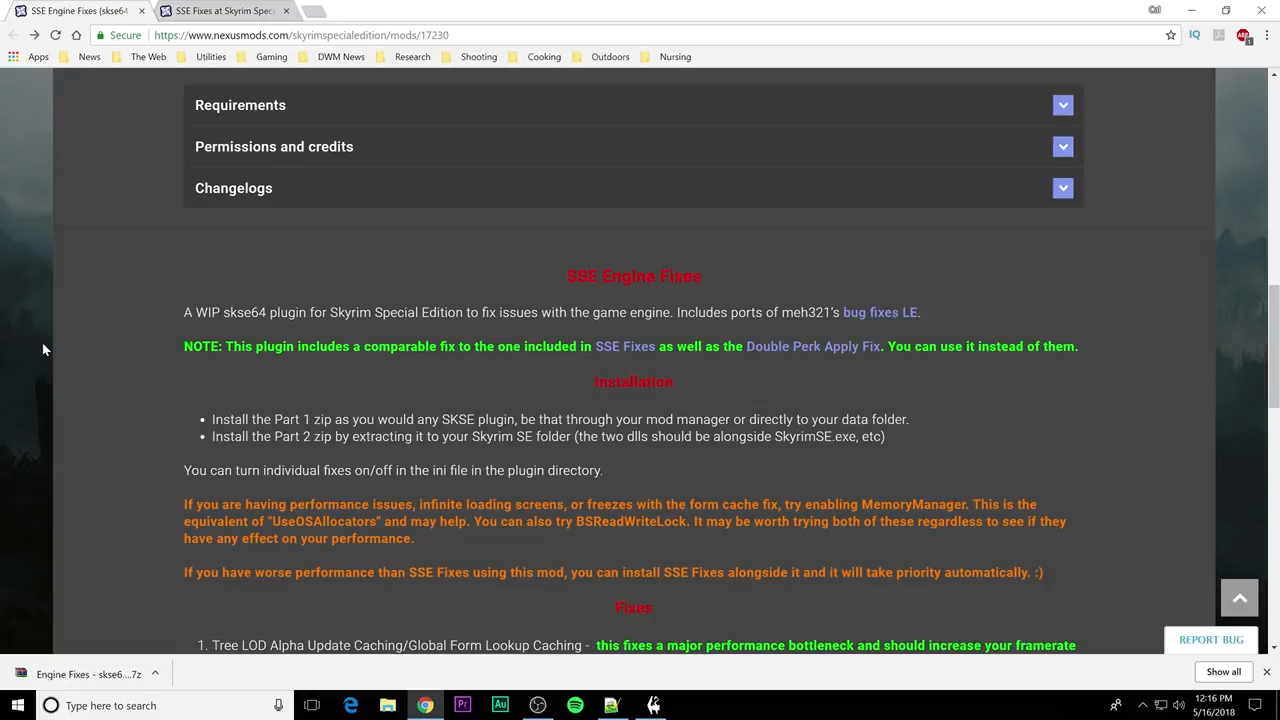 SSE Engine Fixes (skse64
SSE Fixes at Skyrim Spec
Cal
Secure
https://www.nexusmods.com/skyrimspecialedition/mods/17230
IQ
ABP
1
Apps
News
The Web
Utilities
Gaming
DWM News
Research
Shooting
Cooking
Outdoors
Nursing
Requirements
Permissions and credits
Changelogs
SSE Engine Fixes
A WIP skse64 plugin for Skyrim Special Edition to fix issues with the game engine. Includes ports of meh321's bug fixes LE.
NOTE: This plugin includes a comparable fix to the one included in SSE Fixes as well as the Double Perk Apply Fix. You can use it instead of them.
Installation
• Install the Part 1 zip as you would any SKSE plugin, be that through your mod manager or directly to your data folder.
• Install the Part 2 zip by extracting it to your Skyrim SE folder (the two dlls should be alongside SkyrimSE.exe, etc)
You can turn individual fixes on/off in the ini file in the plugin directory.
If you are having performance issues, infinite loading screens, or freezes with the form cache fix, try enabling MemoryManager. This is the
equivalent of "UseOSAllocators" and may help. You can also try BSReadWriteLock. It may be worth trying both of these regardless to see if they
have any effect on your performance.
If you have worse performance than SSE Fixes using this mod, you can install SSE Fixes alongside it and it will take priority automatically. :)
Fixes
1. Tree LOD Alpha Update Caching/Global Form Lookup Caching - this fixes a major performance bottleneck and should increase your framerate
REPORT BUG
Engine Fixes - skse6....7z
Show all
Type here to search
Pr
Au
12:16 PM
5/16/2018